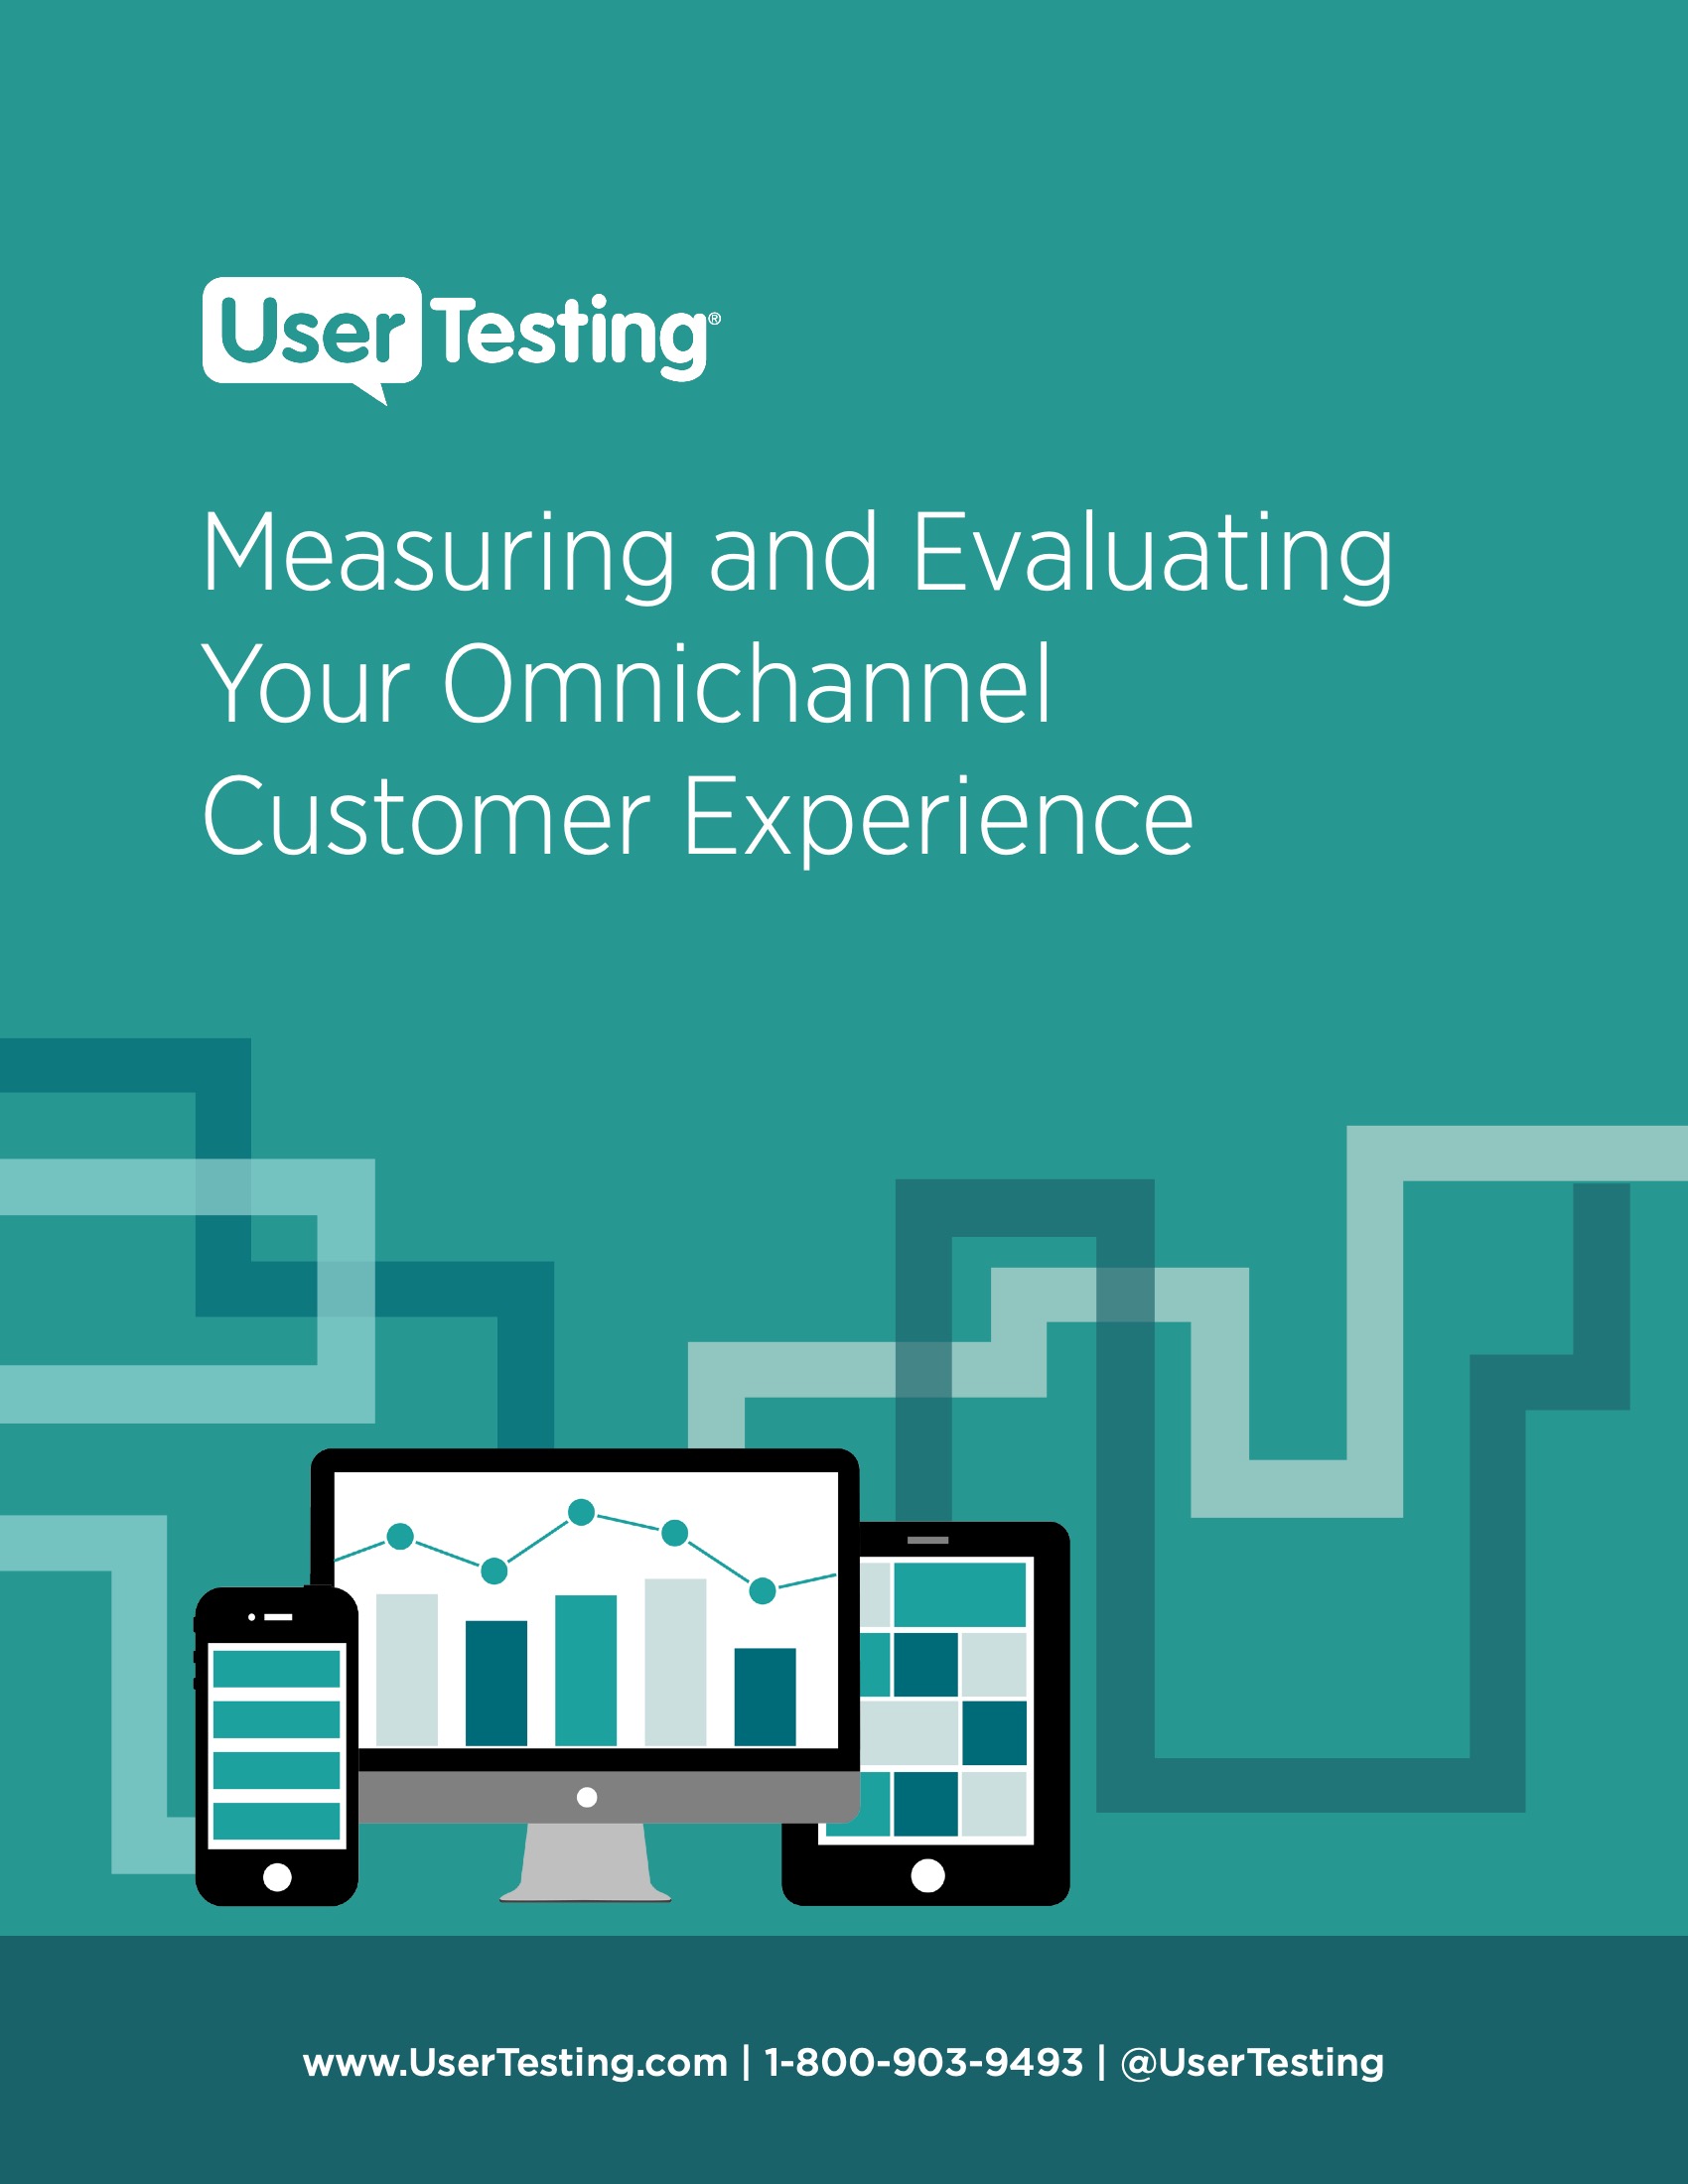 UserTesting®
Measuring and Evaluating
Your Omnichannel
Customer Experience
www.UserTesting.com | 1-800-903-9493 | @UserTesting